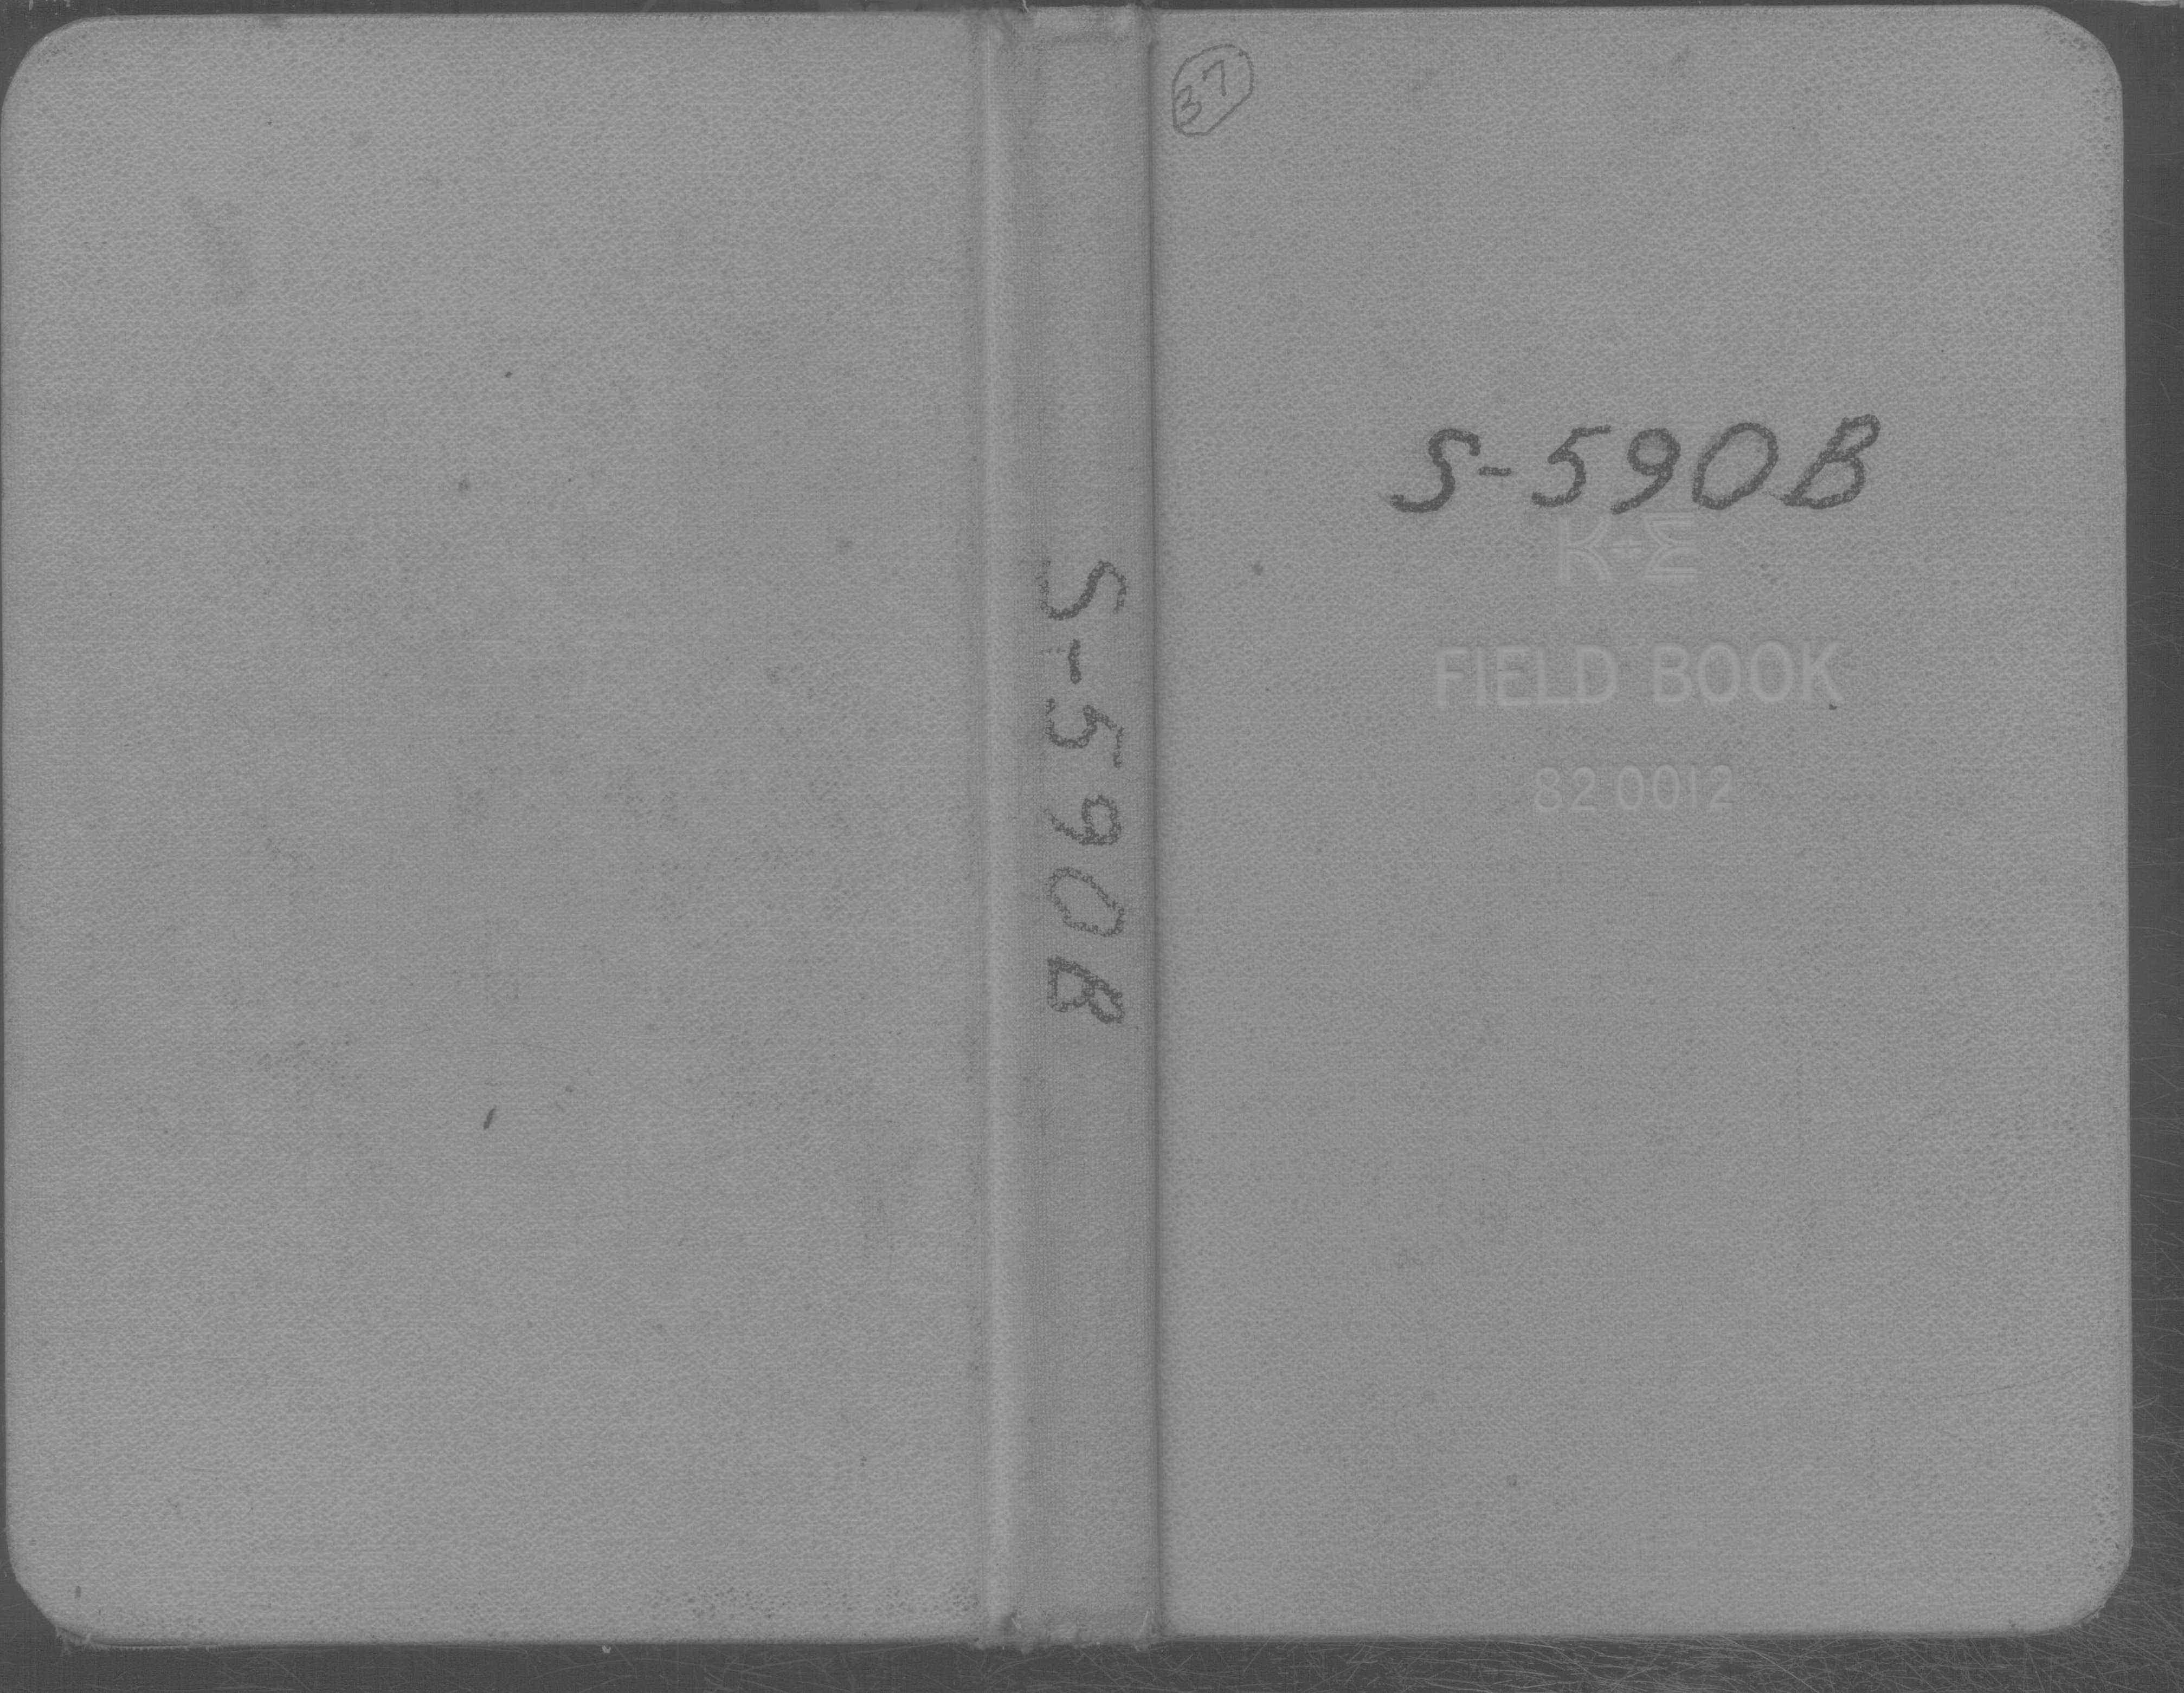 37
S-590B
K+E
FIELD BOOK
82 0012
S-590B